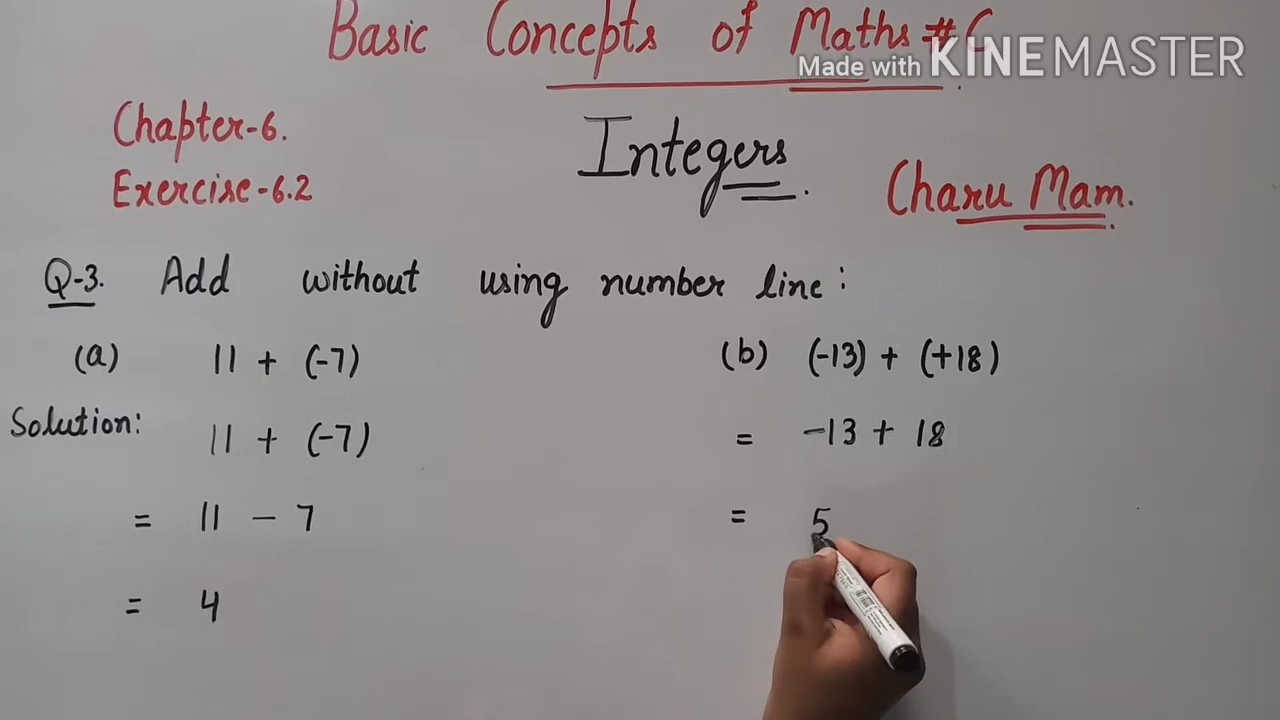 Basic Concepts of Maths # 6
Made with KINEMASTER
Chapter-6.
Integers
Exercise-6.2
Charu Mam.
Q-3. Add without using number line:
(a) 11 + (-7)
(b) (-13) + (+18)
Solution:
11 + (-7)
= -13 + 18
= 11 - 7
= 5
= 4